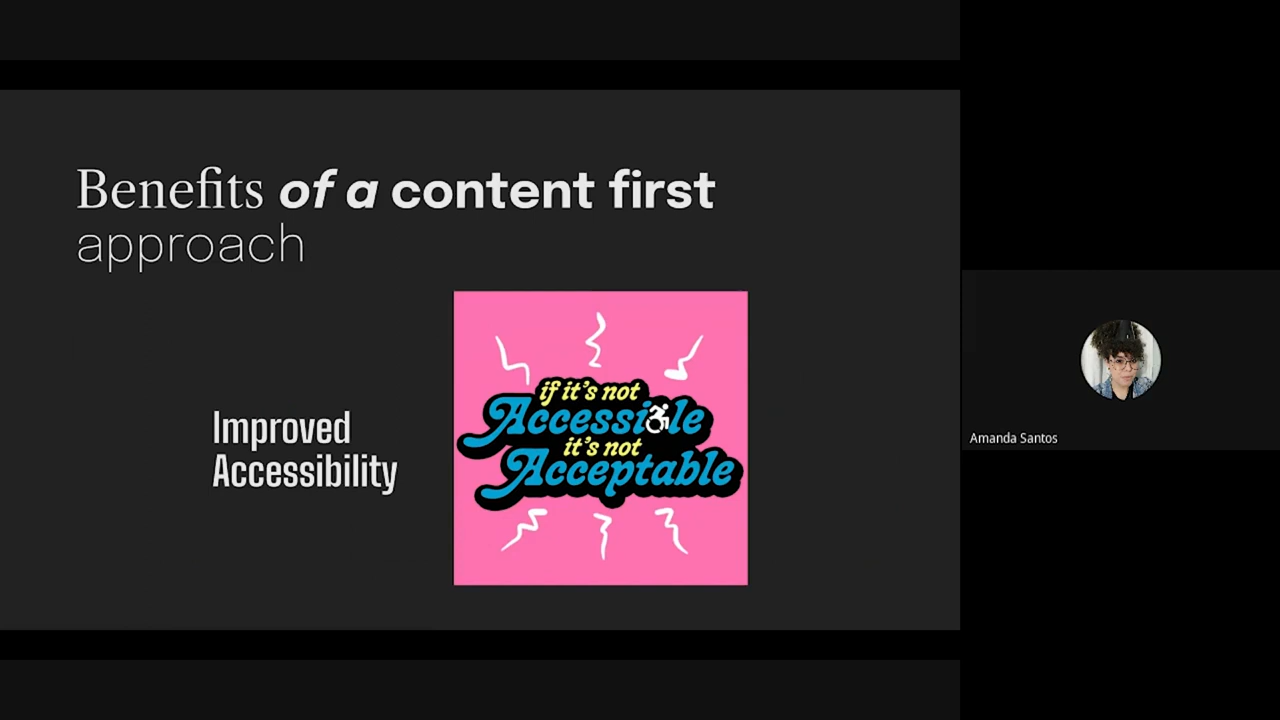 Benefits of a content first
approach
Improved
Accessibility
if it's not
Accessible
it's not
Acceptable
Amanda Santos